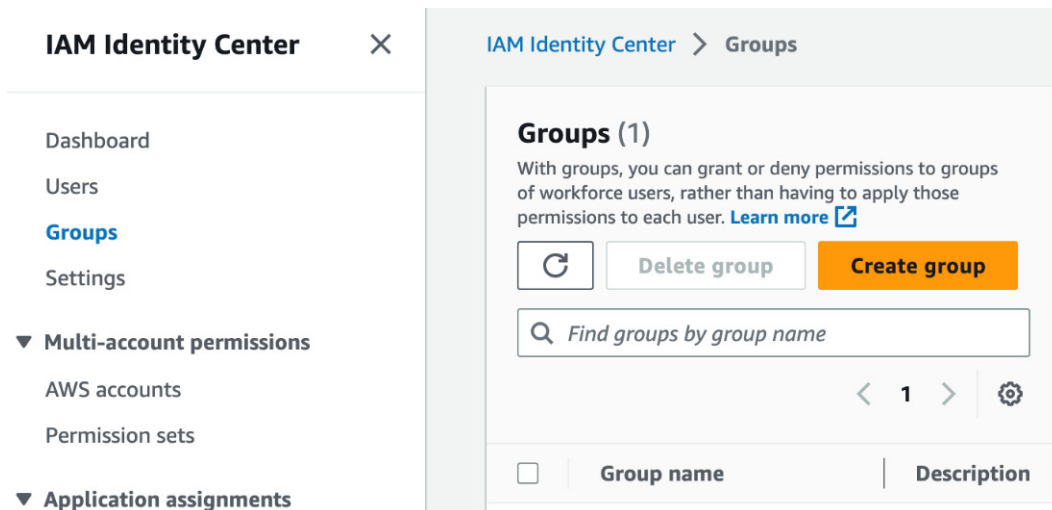 IAM Identity Center
Dashboard
Users
Groups
Settings
Multi-account permissions
AWS accounts
Permission sets
Application assignments
IAM Identity Center > Groups
Groups (1)
With groups, you can grant or deny permissions to groups
of workforce users, rather than having to apply those
permissions to each user. Learn more
Delete group
Create group
Find groups by group name
1
Group name
Description